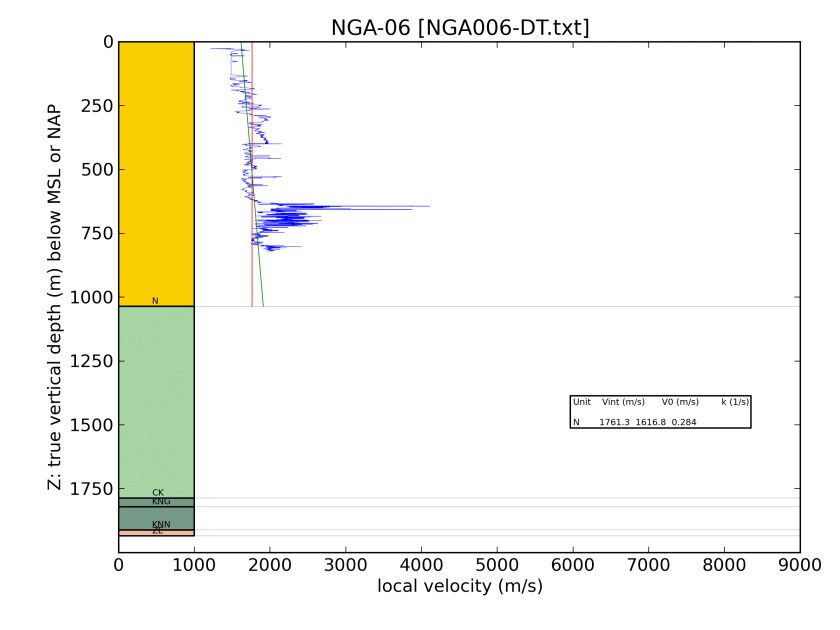 NGA-06 [NGA006-DT.txt]
0
250
500
750
1000
1250
1500
1750
Z: true vertical depth (m) below MSL or NAP
N
CK
KNG
KNN
ZE
Unit Vint (m/s) V0 (m/s) k (1/s)
N 1761.3 1616.8 0.284
0 1000 2000 3000 4000 5000 6000 7000 8000 9000
local velocity (m/s)